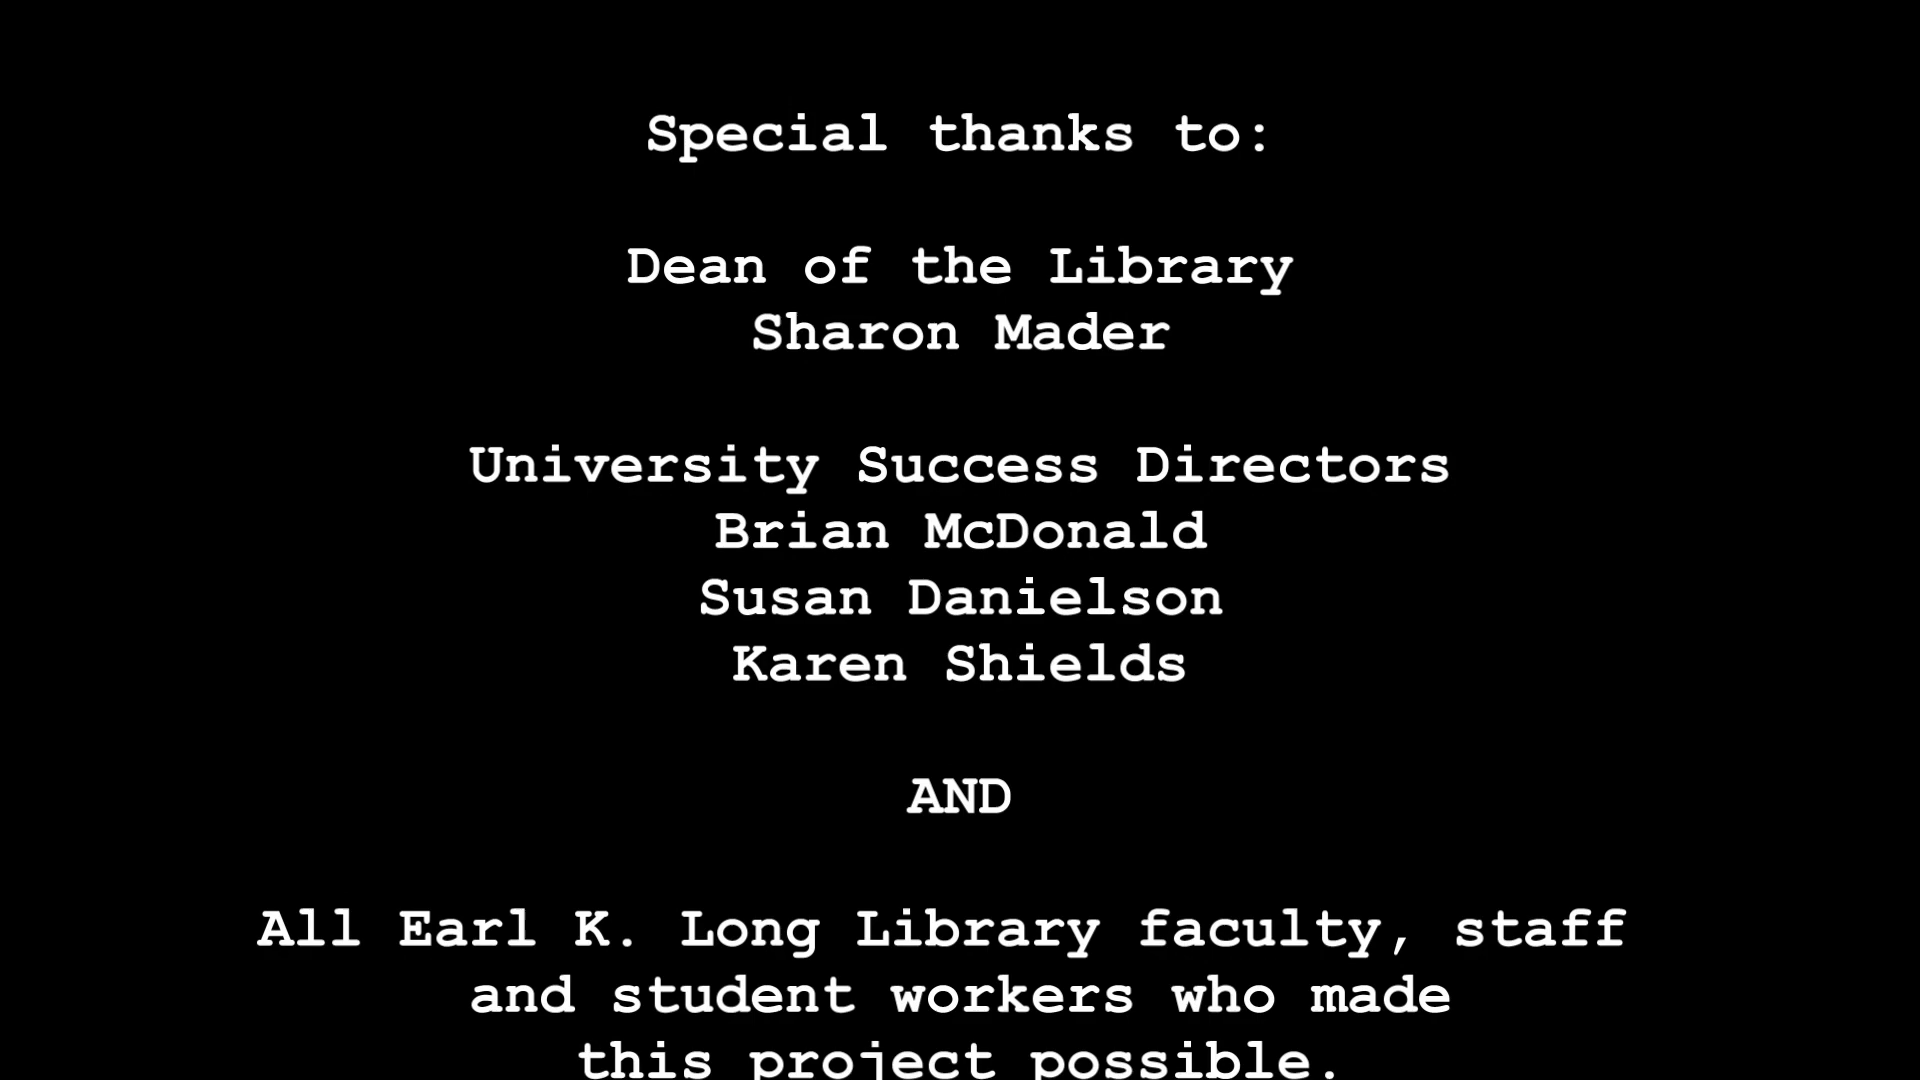 Special thanks to:
Dean of the Library
Sharon Mader
University Success Directors
Brian McDonald
Susan Danielson
Karen Shields
AND
All Earl K. Long Library faculty, staff
and student workers who made
this project possible.